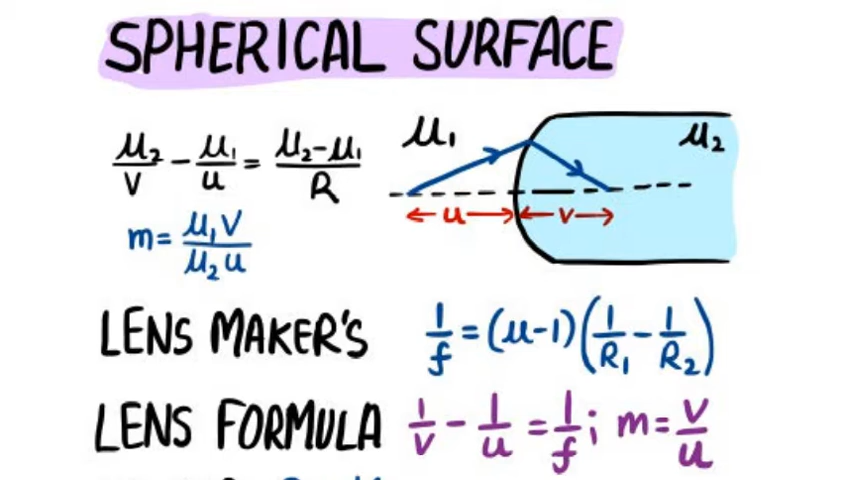 SPHERICAL SURFACE
μ₂/v − μ₁/u = μ₂−μ₁/R
m = μ₁v/μ₂u
μ₁
μ₂
u
v
LENS MAKER'S 1/f = (μ−1)(1/R₁ − 1/R₂)
LENS FORMULA 1/v − 1/u = 1/f ; m = v/u